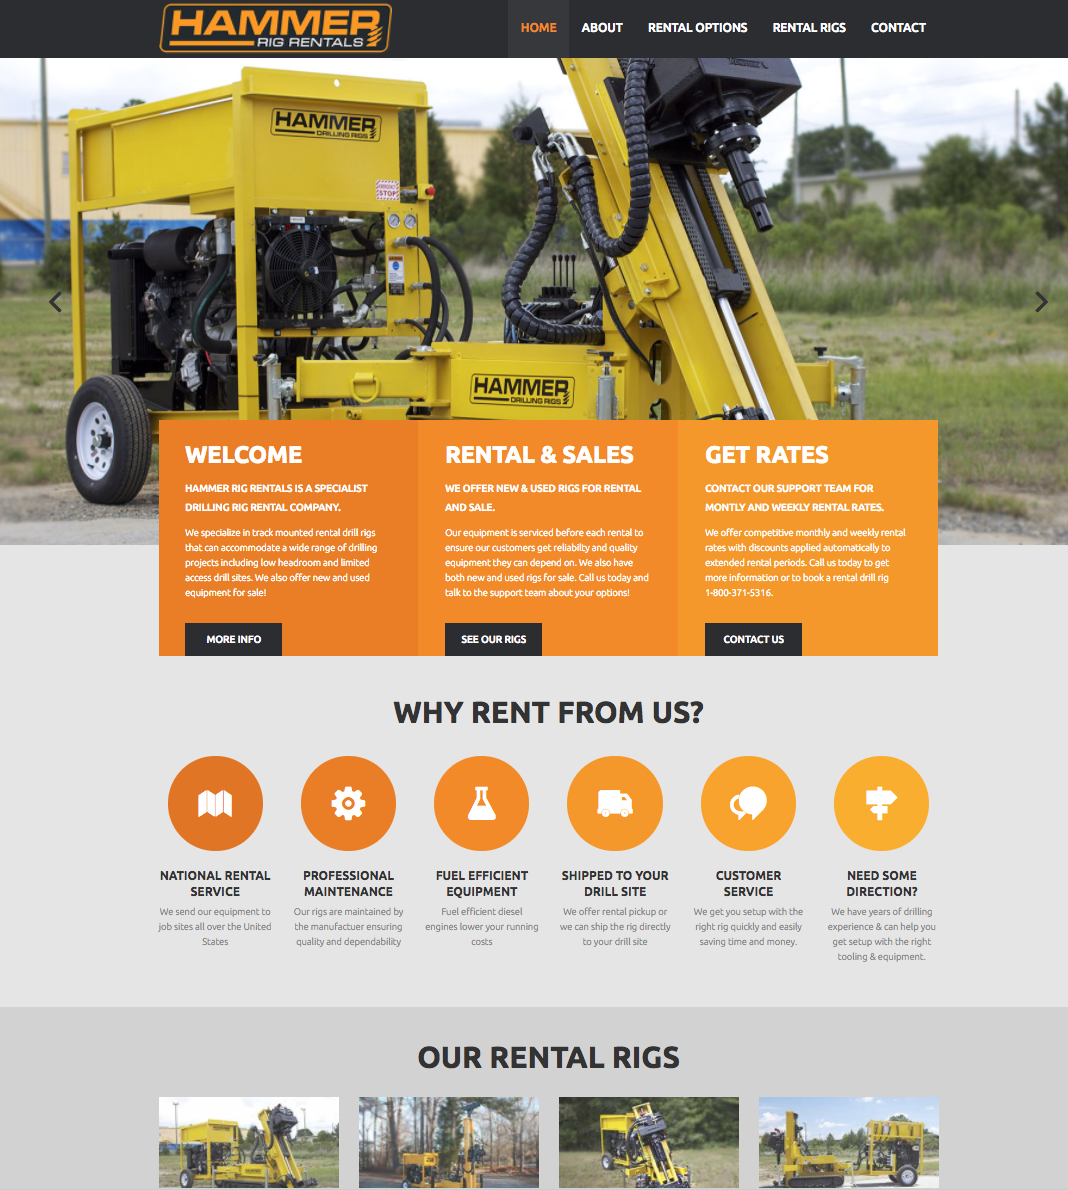 HAMMER
RIG RENTALS
HOME ABOUT RENTAL OPTIONS RENTAL RIGS CONTACT
HAMMER
DRILLING RIGS
STOP
HAMMER
DRILLING RIGS
WELCOME
HAMMER RIG RENTALS IS A SPECIALIST
DRILLING RIG RENTAL COMPANY.
We specialize in track mounted rental drill rigs
that can accommodate a wide range of drilling
projects including low headroom and limited
access drill sites. We also offer new and used
equipment for sale!
MORE INFO
RENTAL & SALES
WE OFFER NEW & USED RIGS FOR RENTAL
AND SALE.
Our equipment is serviced before each rental to
ensure our customers get reliabilty and quality
equipment they can depend on. We also have
both new and used rigs for sale. Call us today and
talk to the support team about your options!
SEE OUR RIGS
GET RATES
CONTACT OUR SUPPORT TEAM FOR
MONTLY AND WEEKLY RENTAL RATES.
We offer competitive monthly and weekly rental
rates with discounts applied automatically to
extended rental periods. Call us today to get
more information or to book a rental drill rig
1-800-371-5316.
CONTACT US
WHY RENT FROM US?
NATIONAL RENTAL
SERVICE
We send our equipment to
job sites all over the United
States
PROFESSIONAL
MAINTENANCE
Our rigs are maintained by
the manufactuer ensuring
quality and dependability
FUEL EFFICIENT
EQUIPMENT
Fuel efficient diesel
engines lower your running
costs
SHIPPED TO YOUR
DRILL SITE
We offer rental pickup or
we can ship the rig directly
to your drill site
CUSTOMER
SERVICE
We get you setup with the
right rig quickly and easily
saving time and money.
NEED SOME
DIRECTION?
We have years of drilling
experience & can help you
get setup with the right
tooling & equipment.
OUR RENTAL RIGS